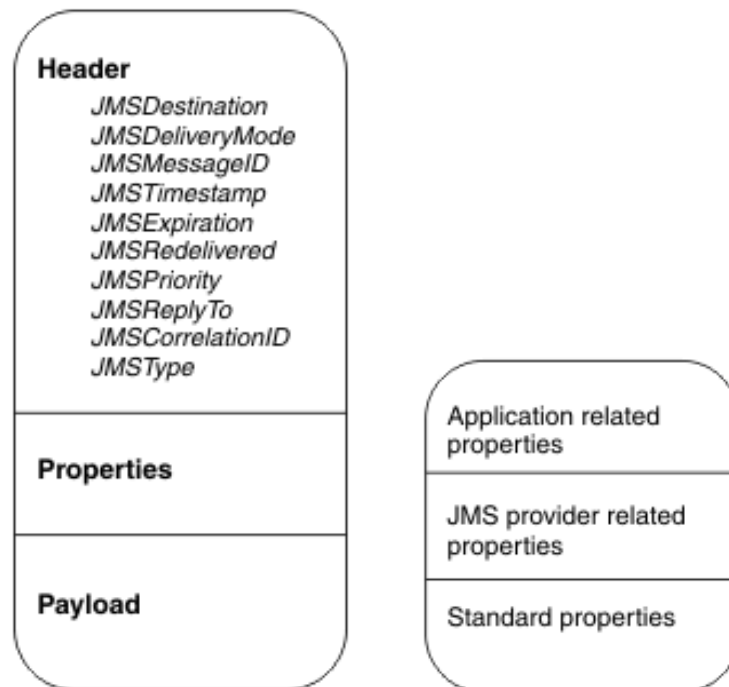 Header
JMSDestination
JMSDeliveryMode
JMSMessageID
JMSTimestamp
JMSExpiration
JMSRedelivered
JMSPriority
JMSReplyTo
JMSCorrelationID
JMSType
Properties
Payload
Application related
properties
JMS provider related
properties
Standard properties